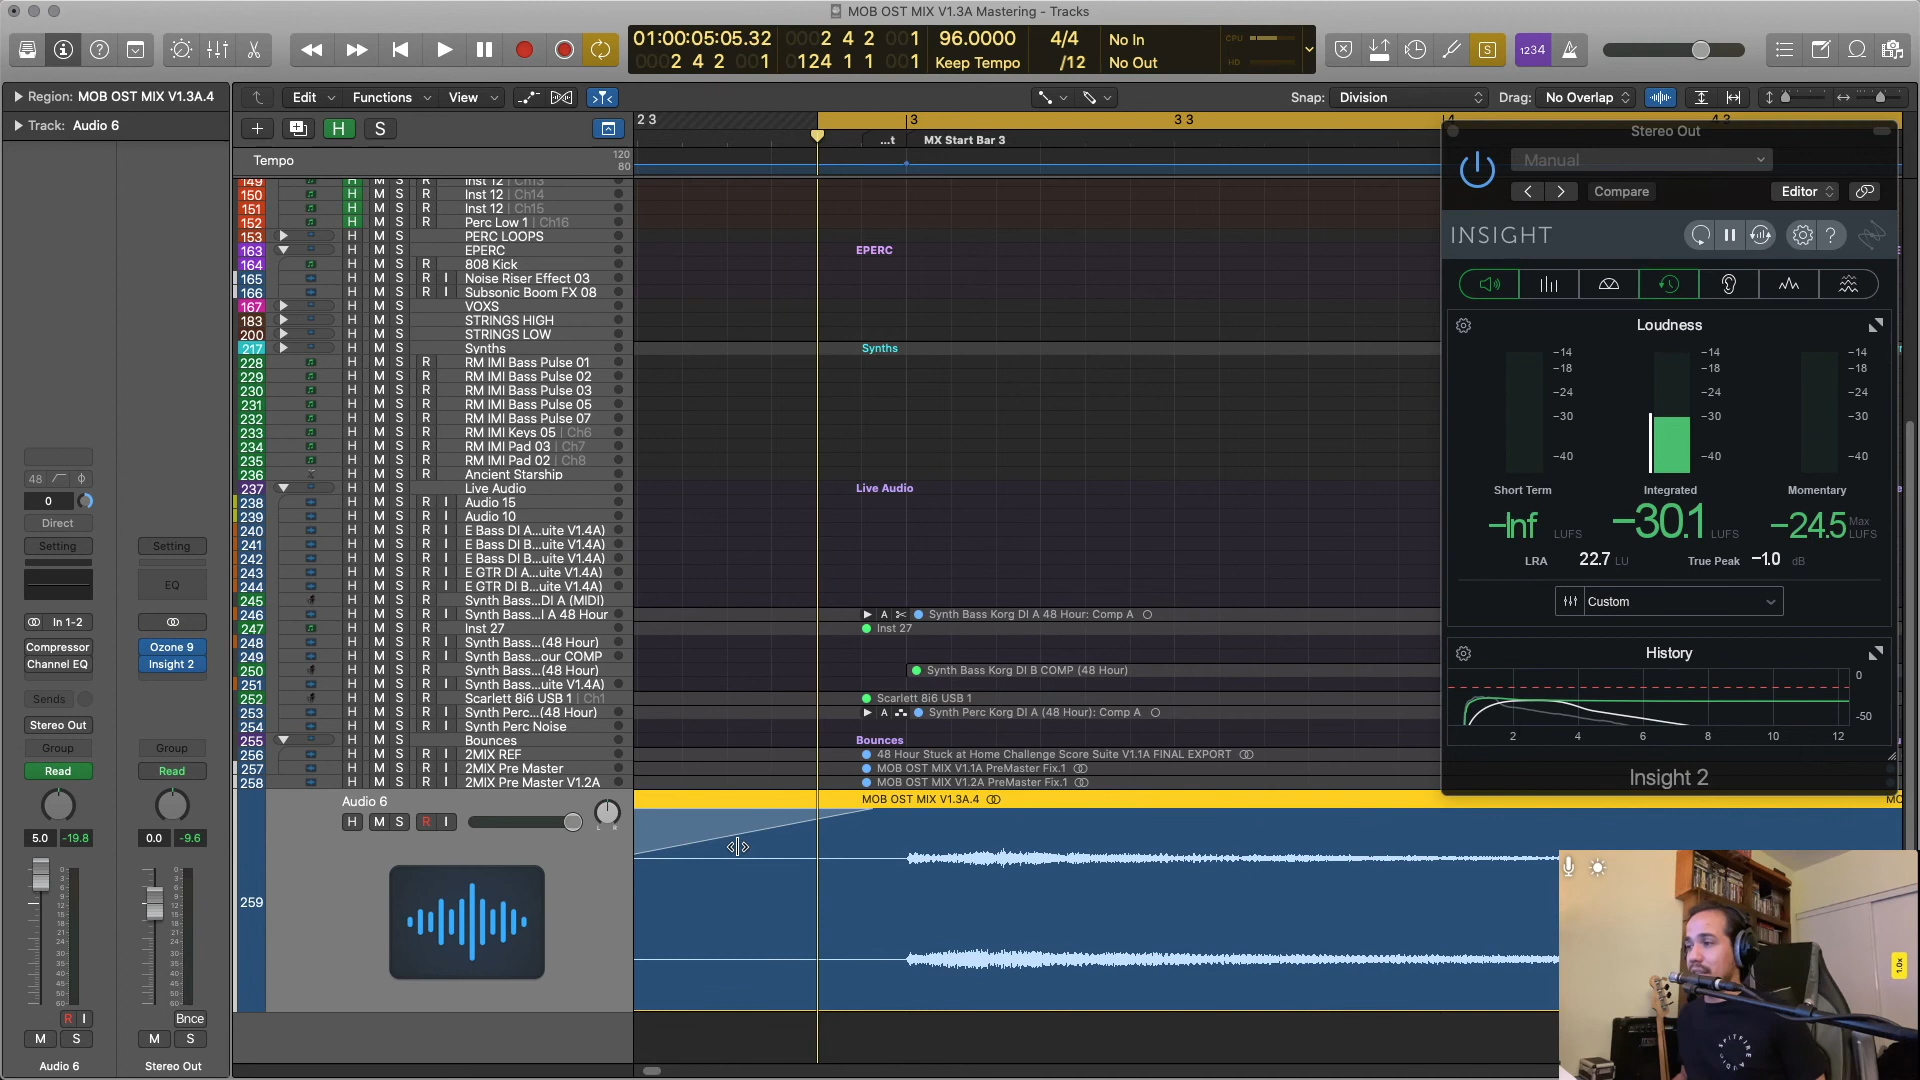 MOB OST MIX V1.3A Mastering - Tracks
01:00:05:05.32
0002 4 2 001
96.0000
4/4
No In
CPU
0002 4 2 001
0124 1 1 001
Keep Tempo
/12
No Out
HD
1234
Region: MOB OST MIX V1.3A.4
Edit
Functions
View
Snap: Division
Drag: No Overlap
Track: Audio 6
H
S
2 3
3
3 3
4
...t
MX Start Bar 3
Tempo
120
80
149 H M S R Inst 12 | Ch13
150 H M S R Inst 12 | Ch14
151 H M S R Inst 12 | Ch15
152 H M S R Perc Low 1 | Ch16
153 H M S PERC LOOPS
163 H M S EPERC
EPERC
164 H M S R 808 Kick
165 H M S R I Noise Riser Effect 03
166 H M S R I Subsonic Boom FX 08
167 H M S VOXS
183 H M S STRINGS HIGH
200 H M S STRINGS LOW
217 H M S Synths
Synths
228 H M S R RM IMI Bass Pulse 01
229 H M S R RM IMI Bass Pulse 02
230 H M S R RM IMI Bass Pulse 03
231 H M S R RM IMI Bass Pulse 05
232 H M S R RM IMI Bass Pulse 07
233 H M S R RM IMI Keys 05 | Ch6
234 H M S R RM IMI Pad 03 | Ch7
235 H M S R RM IMI Pad 02 | Ch8
236 H M S R Ancient Starship
237 H M S Live Audio
Live Audio
238 H M S R I Audio 15
239 H M S R I Audio 10
240 H M S R I E Bass DI A...uite V1.4A)
241 H M S R I E Bass DI B...uite V1.4A)
242 H M S R I E Bass DI B...uite V1.4A)
243 H M S R I E GTR DI A...uite V1.4A)
244 H M S R I E GTR DI B...uite V1.4A)
245 H M S R Synth Bass...DI A (MIDI)
246 H M S R I Synth Bass...I A 48 Hour
A Synth Bass Korg DI A 48 Hour: Comp A
247 H M S R Inst 27
Inst 27
248 H M S R I Synth Bass...(48 Hour)
249 H M S R I Synth Bass...our COMP
250 H M S R Synth Bass...(48 Hour)
Synth Bass Korg DI B COMP (48 Hour)
251 H M S R I Synth Bass...uite V1.4A)
252 H M S R Scarlett 8i6 USB 1 | Ch1
Scarlett 8i6 USB 1
253 H M S R I Synth Perc...(48 Hour)
A Synth Perc Korg DI A (48 Hour): Comp A
254 H M S R Synth Perc Noise
255 H M S Bounces
Bounces
256 H M S R I 2MIX REF
48 Hour Stuck at Home Challenge Score Suite V1.1A FINAL EXPORT
257 H M S R I 2MIX Pre Master
MOB OST MIX V1.1A PreMaster Fix.1
258 H M S R I 2MIX Pre Master V1.2A
MOB OST MIX V1.2A PreMaster Fix.1
Audio 6
H M S R I
L R
259
MOB OST MIX V1.3A.4
Stereo Out
Manual
Compare
Editor
INSIGHT
Loudness
-14 -14 -14
-18 -18 -18
-24 -24 -24
-30 -30 -30
-40 -40 -40
Short Term
Integrated
Momentary
-Inf LUFS
-30.1 LUFS
-24.5 Max LUFS
LRA 22.7 LU
True Peak -1.0 dB
Custom
History
0
-50
2 4 6 8 10 12
Insight 2
48
0
Direct
Setting
Setting
EQ
In 1-2
Compressor
Channel EQ
Ozone 9
Insight 2
Sends
Stereo Out
Group
Group
Read
Read
5.0 -19.8
0.0 -9.6
R I
Bnce
M S
M S
Audio 6
Stereo Out
1.0x
SPITFIRE AUDIO